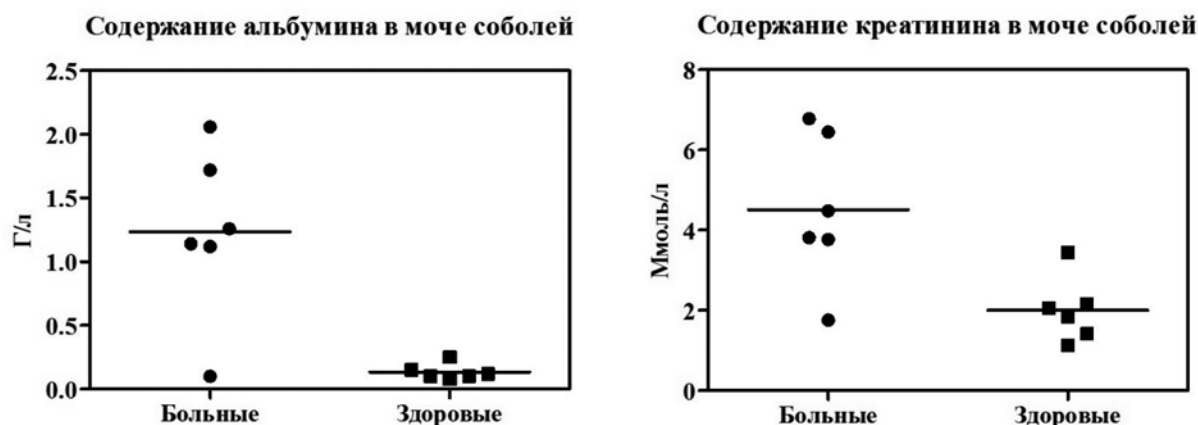 Содержание альбумина в моче соболей
2.5
2.0
1.5
1.0
0.5
0.0
Г/л
Больные
Здоровые
Содержание креатинина в моче соболей
8
6
4
2
0
Ммоль/л
Больные
Здоровые